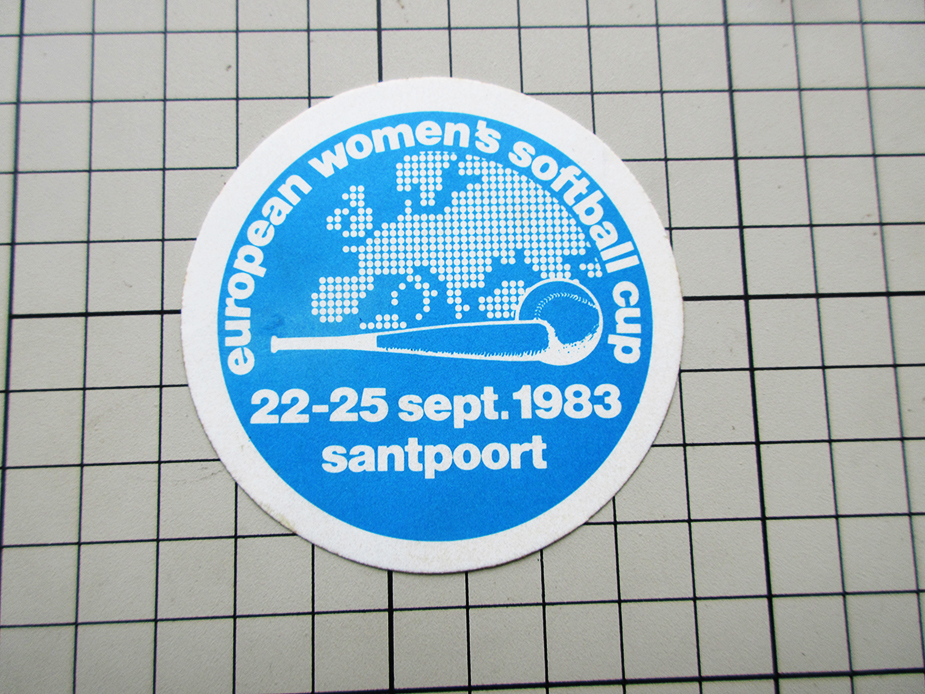 european women's softball cup
22-25 sept. 1983
santpoort